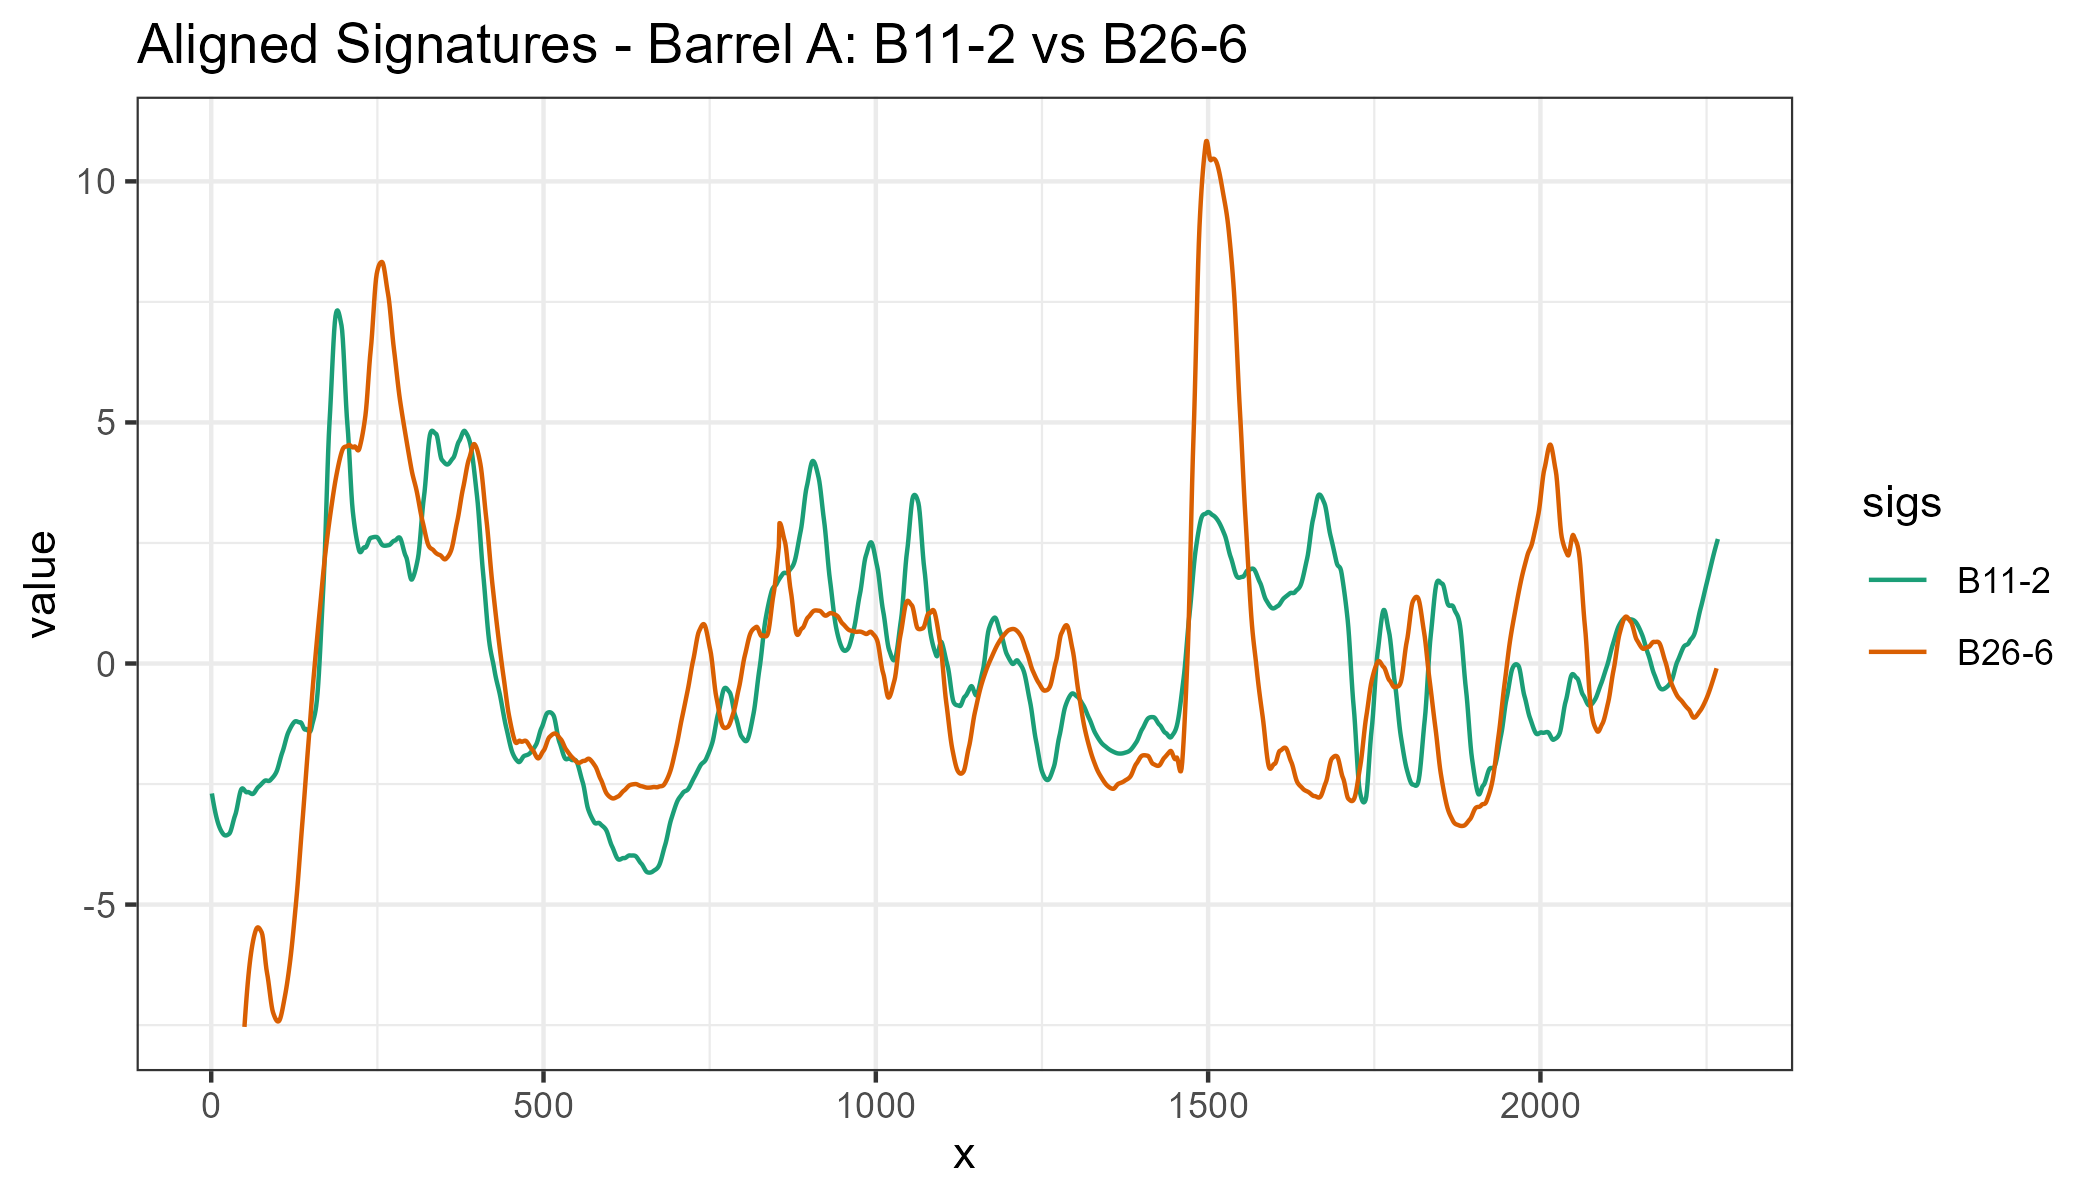 Aligned Signatures - Barrel A: B11-2 vs B26-6
10
5
0
-5
value
0 500 1000 1500 2000
x
sigs
B11-2
B26-6